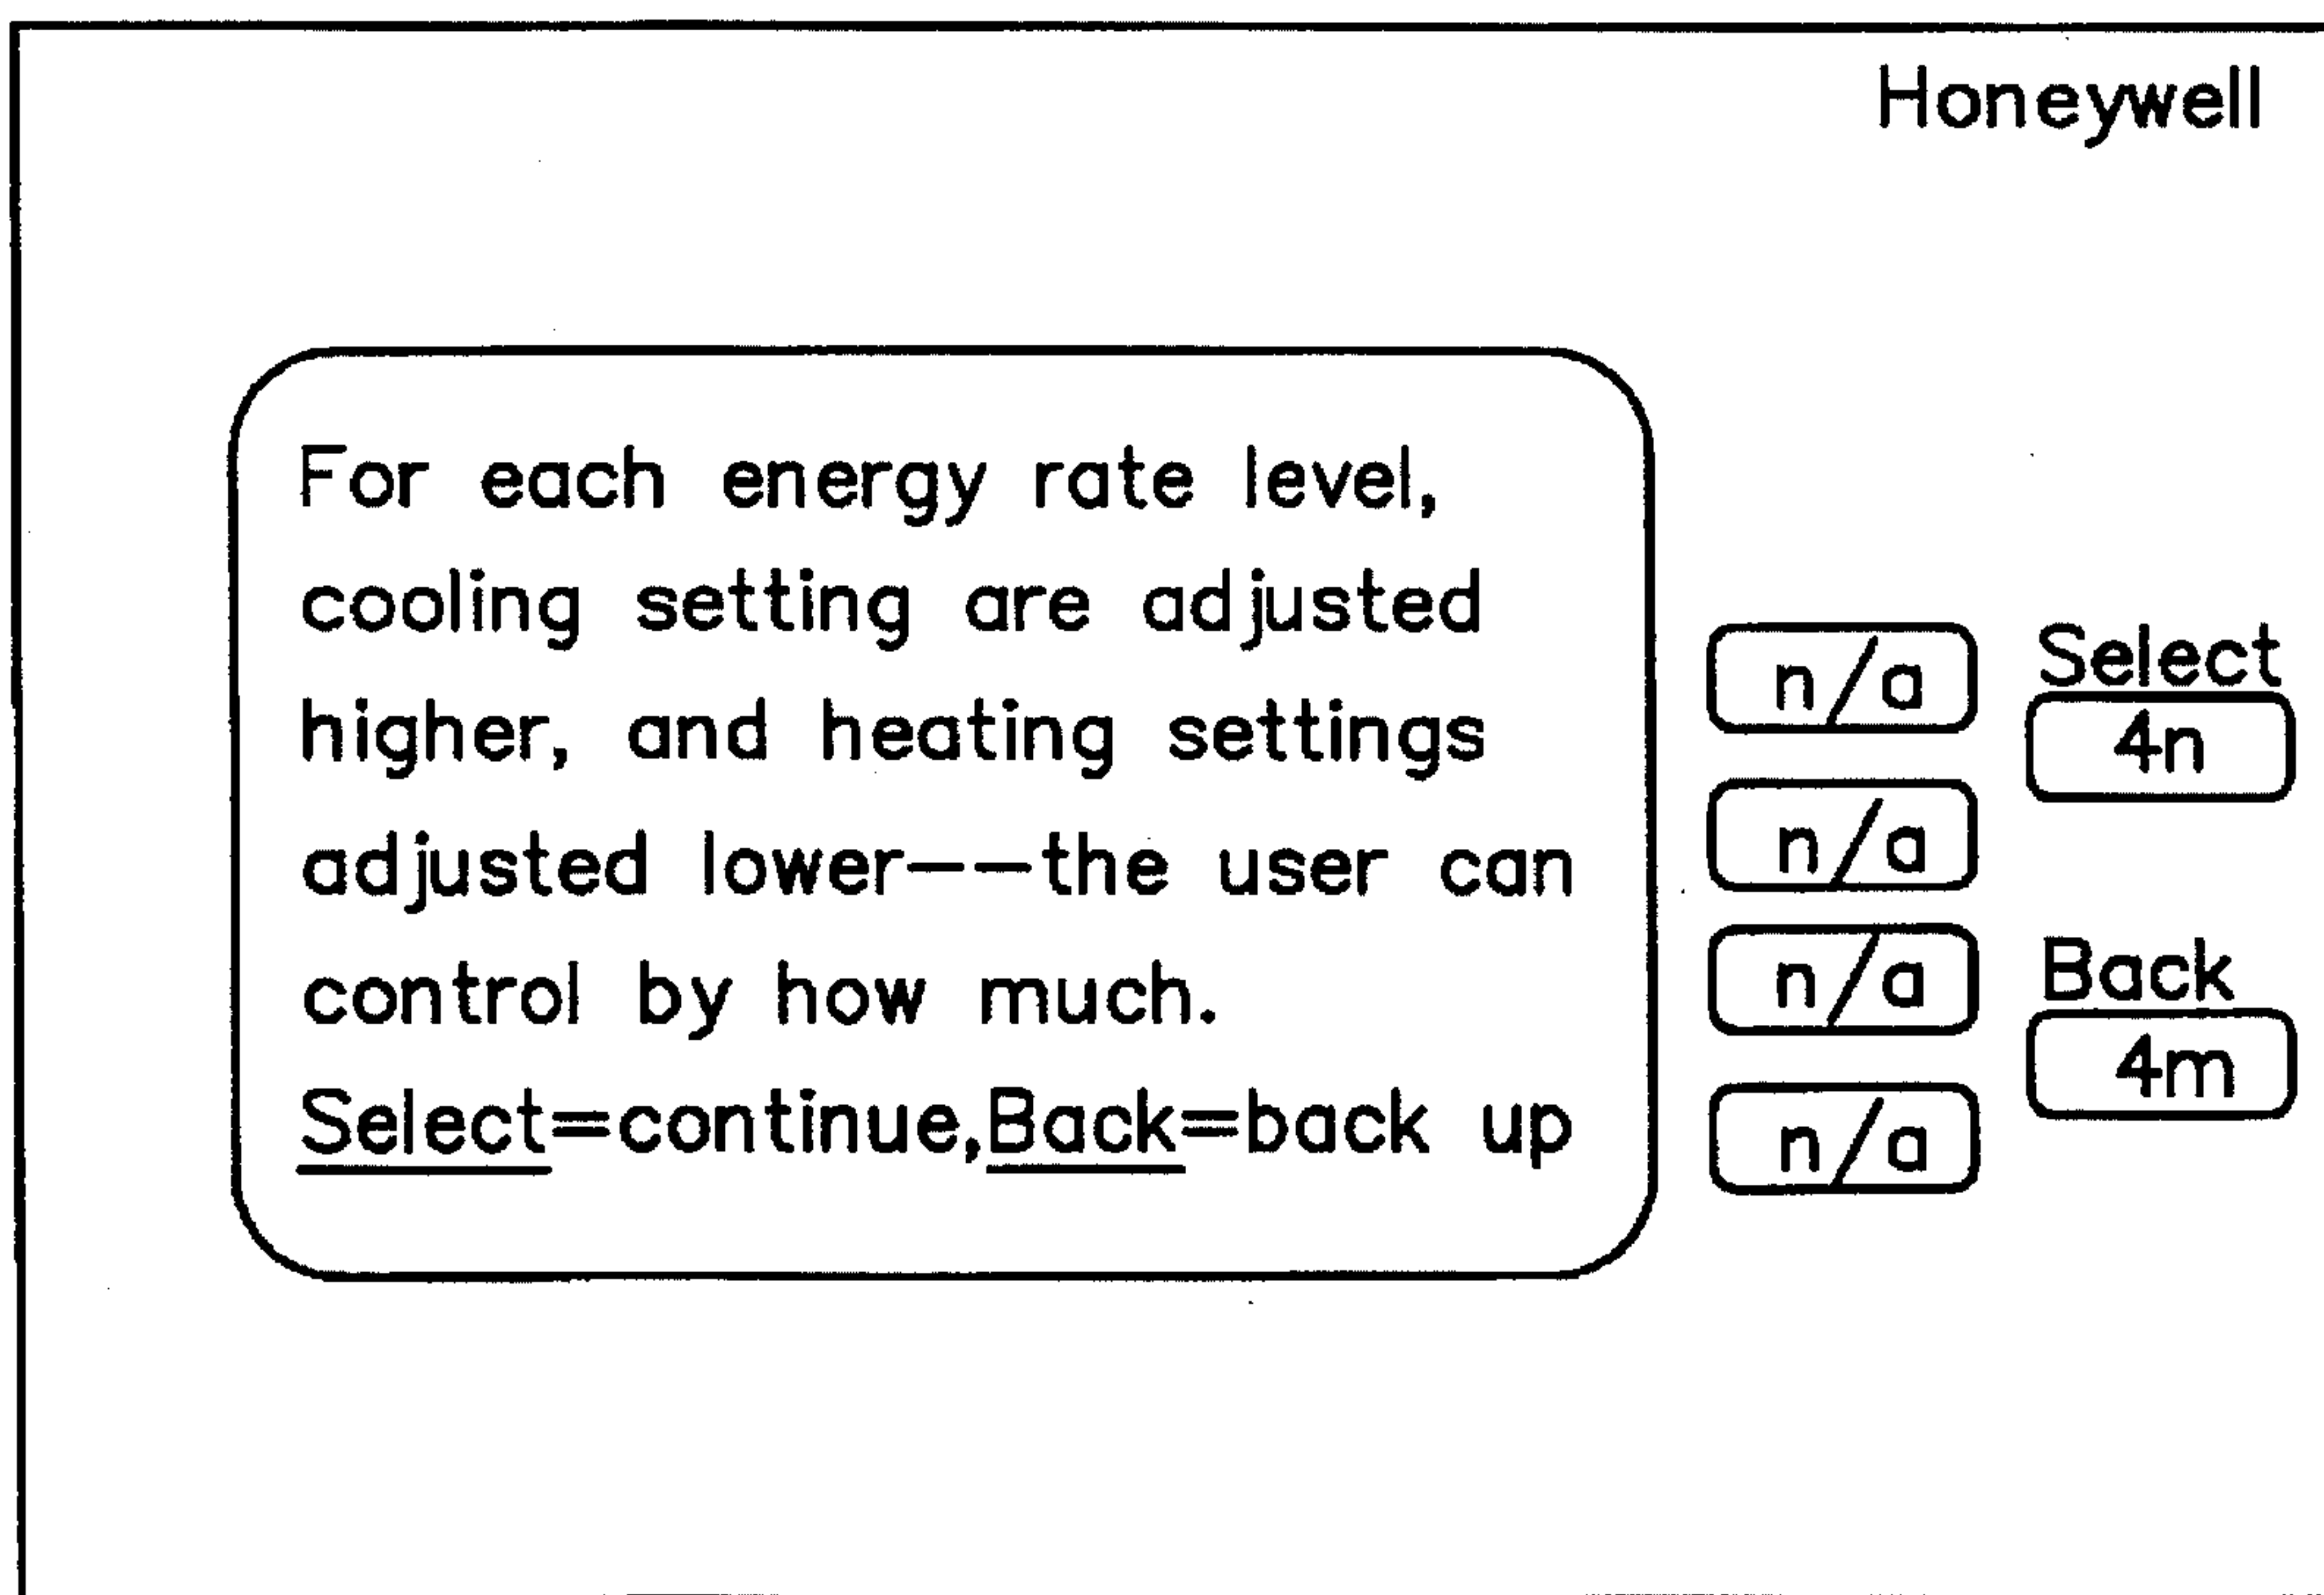 Honeywell
For each energy rate level,
cooling setting are adjusted
higher, and heating settings
adjusted lower--the user can
control by how much.
Select=continue,Back=back up
n/a
n/a
n/a
n/a
Select
4n
Back
4m